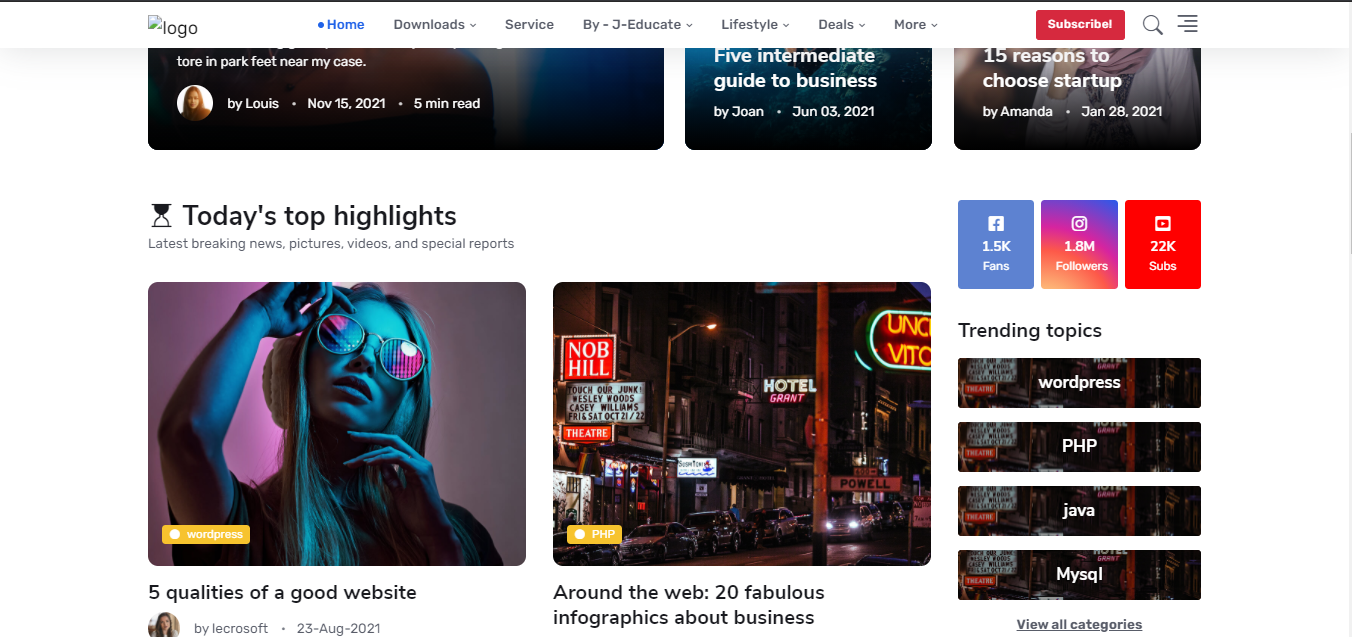 logo
Home
Downloads
Service
By - J-Educate
Lifestyle
Deals
More
Subscribe!
tore in park feet near my case.
by Louis • Nov 15, 2021 • 5 min read
Five intermediate
guide to business
by Joan • Jun 03, 2021
15 reasons to
choose startup
by Amanda • Jan 28, 2021
Today's top highlights
Latest breaking news, pictures, videos, and special reports
1.5K
Fans
1.8M
Followers
22K
Subs
NOB
HILL
TOUCH OUR JUNK!
WESLEY WOODS
CASEY WILLIAMS
FRI & SAT OCT 21/22
THEATRE
HOTEL
GRANT
UNC
VITO
POWELL
wordpress
PHP
5 qualities of a good website
by lecrosoft • 23-Aug-2021
Around the web: 20 fabulous
infographics about business
Trending topics
wordpress
PHP
java
Mysql
View all categories